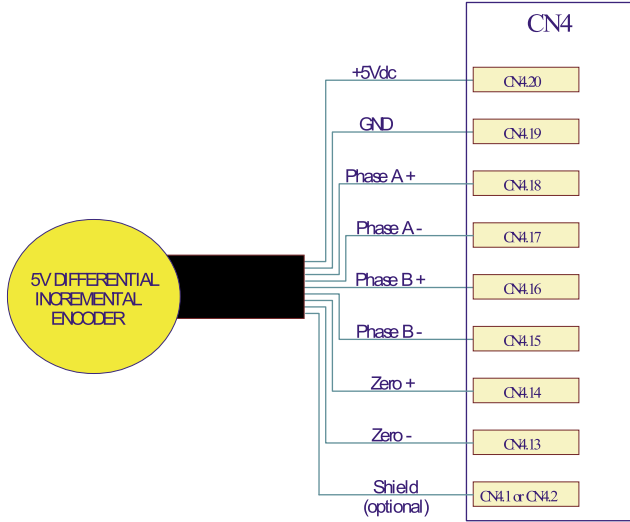 CN4
+5Vdc
CN4.20
GND
CN4.19
Phase A +
CN4.18
Phase A -
CN4.17
5V DIFFERENTIAL
INCREMENTAL
ENCODER
Phase B +
CN4.16
Phase B -
CN4.15
Zero +
CN4.14
Zero -
CN4.13
Shield
(optional)
CN4.1 or CN4.2